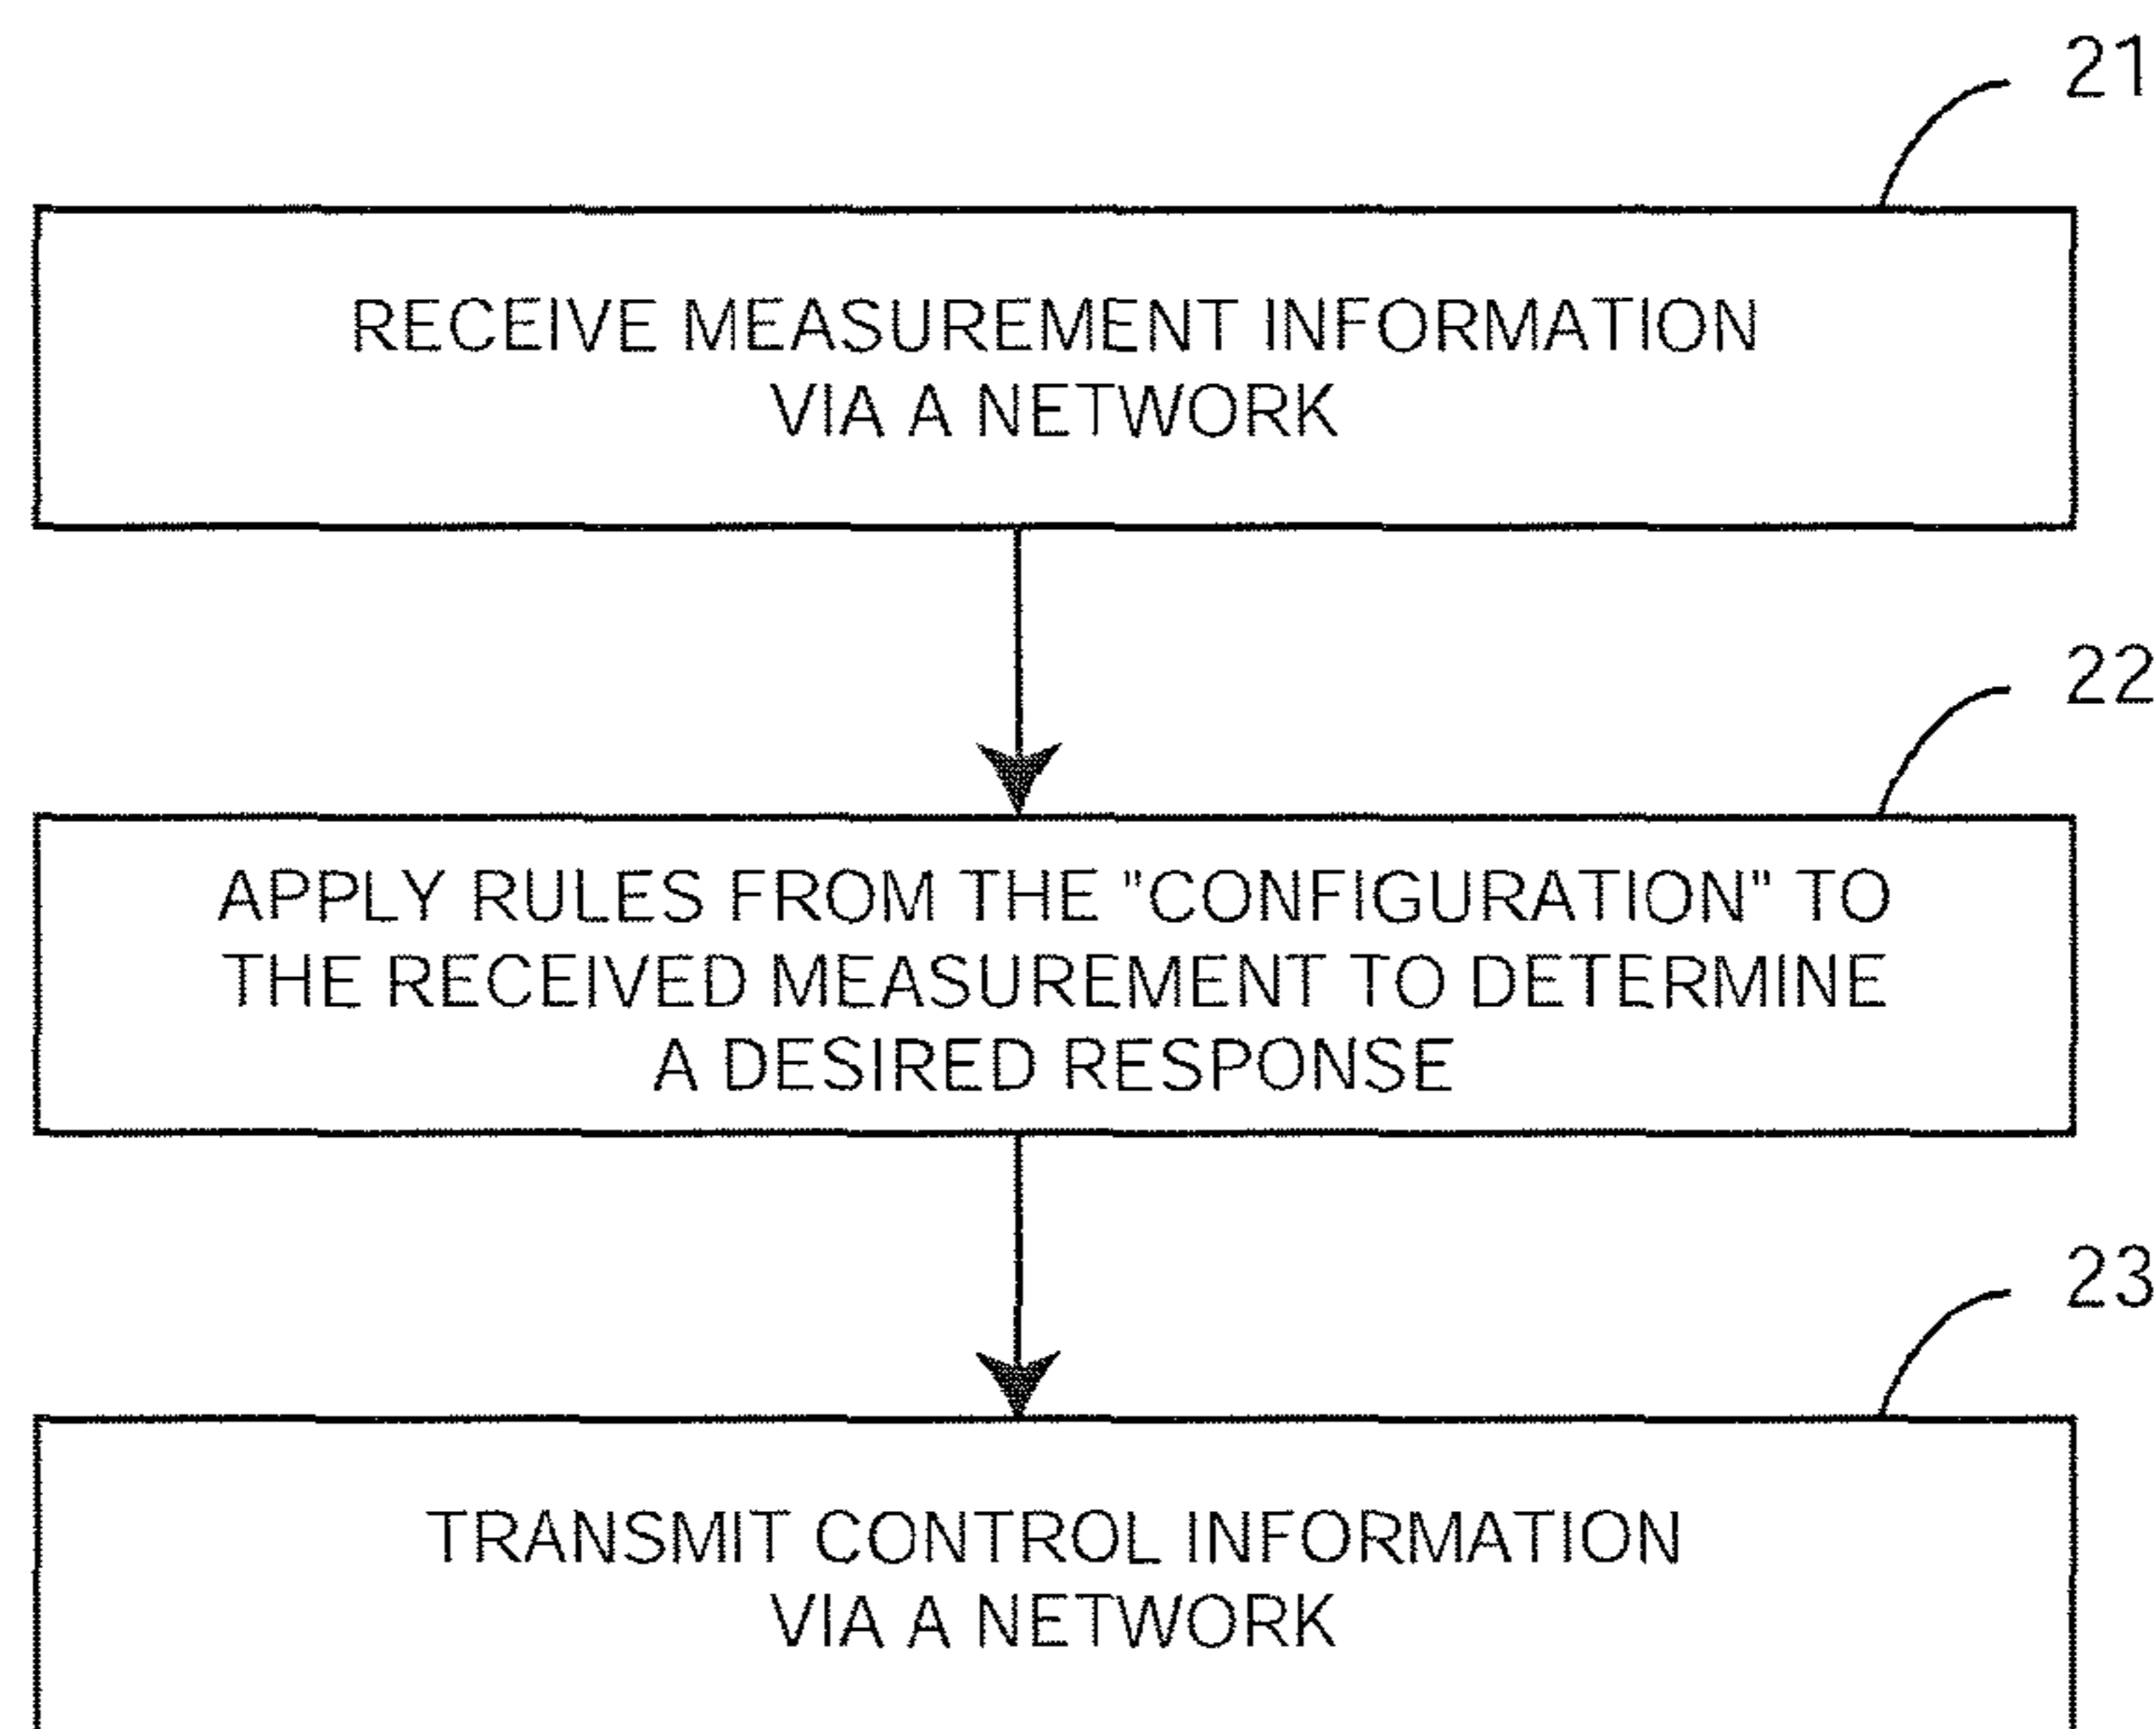 21
RECEIVE MEASUREMENT INFORMATION
VIA A NETWORK
22
APPLY RULES FROM THE "CONFIGURATION" TO
THE RECEIVED MEASUREMENT TO DETERMINE
A DESIRED RESPONSE
23
TRANSMIT CONTROL INFORMATION
VIA A NETWORK